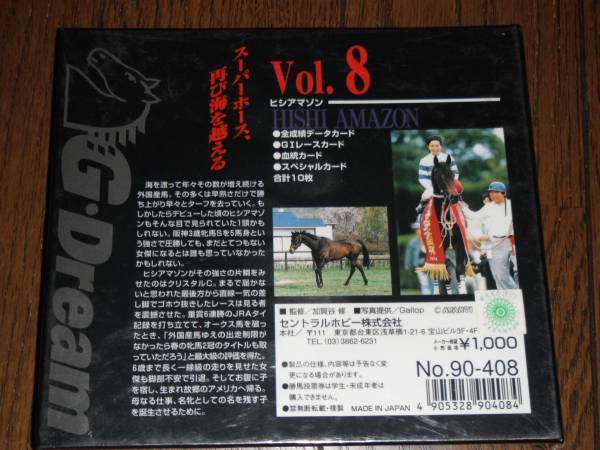 G・Dream
スーパーホース、
再び海を越える
Vol. 8
ヒシアマゾン
HISHI AMAZON
●全成績データカード
●GIレースカード
●血統カード
●スペシャルカード
合計10枚
海を渡って年々その数が増え続ける
外国産馬。その多くは早熟さだけで勝
ち上がり早々とターフを去っていく。も
しかしたらデビューした頃のヒシアマゾ
ンもそんな目で見られていた1頭かもし
れない。阪神3歳牝馬Sを5馬身とい
う強さで圧勝しても、まだとてつもない
女傑になるとは誰も思っていなかった
かもしれない。
ヒシアマゾンがその強さの片鱗をみ
せたのはクリスタルC。まるで届かな
いと思われた最後方から直線一気の差
し脚でゴボウ抜きしたレースは見る者
を震撼させた。重賞6連勝のJRAタイ
記録を打ち立てて、オークス馬を破っ
たとき、「外国産馬ゆえの出走制限が
なかったら春の牝馬2冠のタイトルも取
っていただろう」と最大級の評価を得た。
6歳まで長く一線級の走りを見せた女
傑も脚部不安で引退。そしてお腹に子
を宿し、生まれ故郷のアメリカへ帰る。
母なる仕事、名牝としての名を残す子
を誕生させるために。
■監修／加賀谷 修 ■写真提供／Gallop
セントラルホビー株式会社
本社／〒111 東京都台東区浅草橋1-21-6 宝山ビル3F・4F
TEL.(03)3862-6231
●製品の仕様、内容等は予告なく変
更になる場合があります。
●勝馬投票券は学生・未成年者は
購入できません。
●禁無断転載・複製 MADE IN JAPAN
メーカー希望
小売価格
¥1,000
No.90-408
4 905328 904084